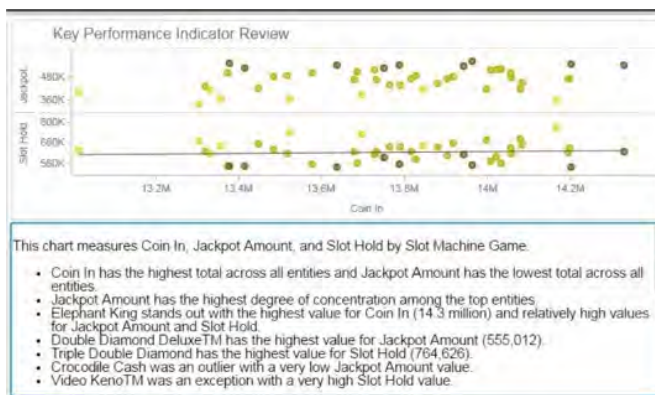 Key Performance Indicator Review
Jackpot.
480K
360K
Slot Hold
800K
660K
560K
13.2M 13.4M 13.6M 13.8M 14M 14.2M
Coin In
This chart measures Coin In, Jackpot Amount, and Slot Hold by Slot Machine Game.
• Coin In has the highest total across all entities and Jackpot Amount has the lowest total across all
entities.
• Jackpot Amount has the highest degree of concentration among the top entities
• Elephant King stands out with the highest value for Coin In (14.3 million) and relatively high values
for Jackpot Amount and Slot Hold.
• Double Diamond DeluxeTM has the highest value for Jackpot Amount (555,012).
• Triple Double Diamond has the highest value for Slot Hold (764,626).
• Crocodile Cash was an outlier with a very low Jackpot Amount value.
• Video KenoTM was an exception with a very high Slot Hold value.